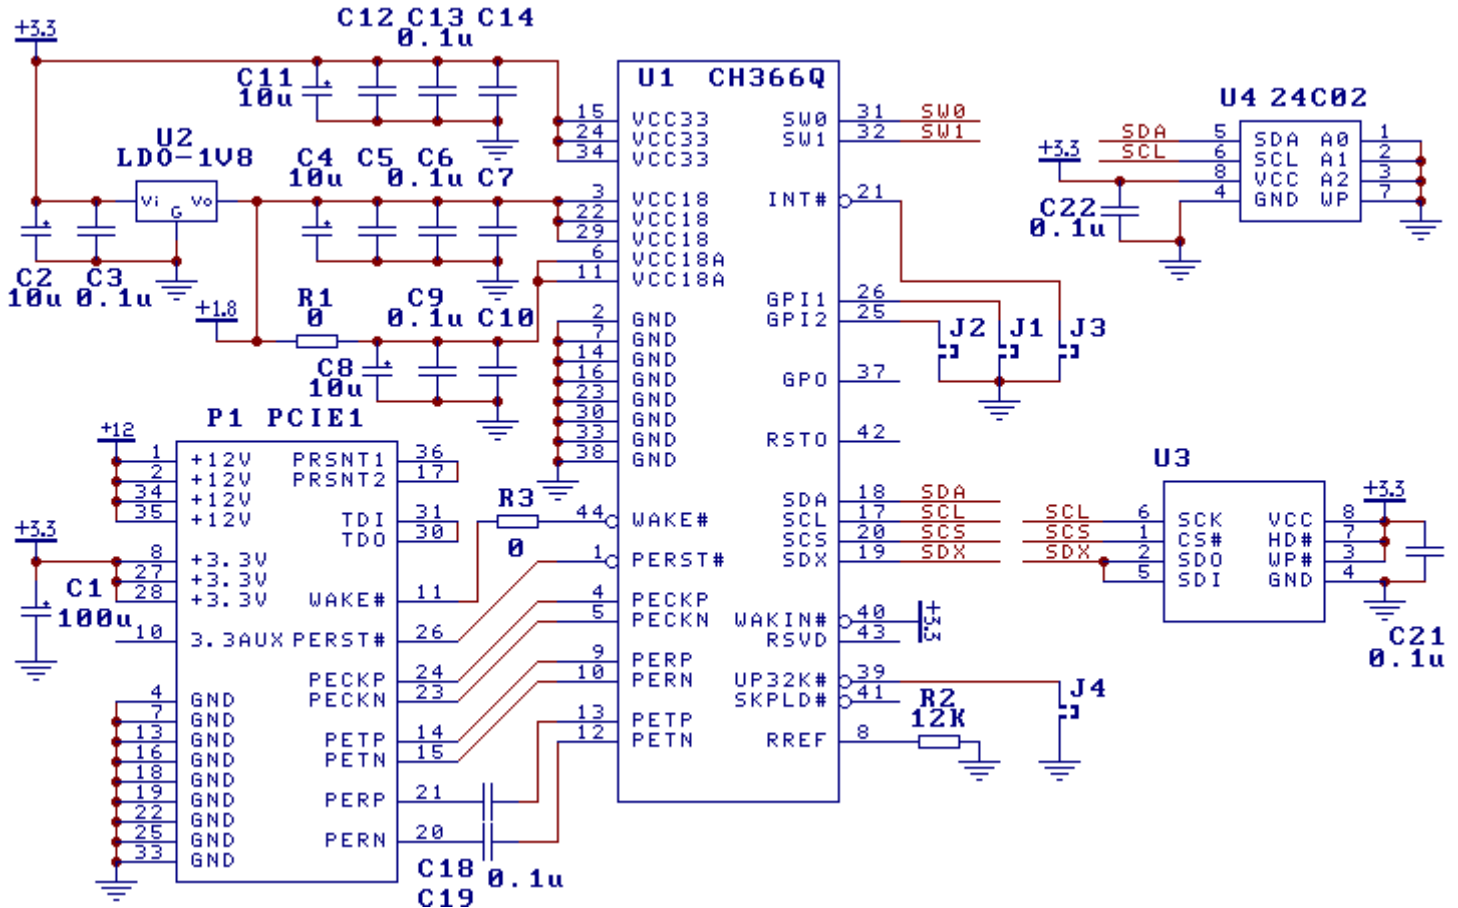 +3.3
C12 C13 C14
0.1u
C11
10u
U2
LDO-1V8
Vi Vo
G
C4 C5 C6
10u 0.1u C7
C2 C3
10u 0.1u
+1.8
R1
0
C9
0.1u C10
C8
10u
U1 CH366Q
15 VCC33
24 VCC33
34 VCC33
3 VCC18
22 VCC18
29 VCC18
6 VCC18A
11 VCC18A
2 GND
7 GND
14 GND
16 GND
23 GND
30 GND
33 GND
38 GND
44 WAKE#
1 PERST#
4 PECKP
5 PECKN
9 PERP
10 PERN
13 PETP
12 PETN
SW0 31 SW0
SW1 32 SW1
INT# 21
GPI1 26
GPI2 25
J2 J1 J3
GPO 37
RSTO 42
SDA 18 SDA
SCL 17 SCL
SCS 20 SCS
SDX 19 SDX
WAKIN# 40 +3.3
RSVD 43
UP32K# 39
SKPLD# 41
RREF 8
R2
12K
J4
U4 24C02
SDA 5 SDA A0 1
SCL 6 SCL A1 2
+3.3 8 VCC A2 3
4 GND WP 7
C22
0.1u
U3
SCL 6 SCK VCC 8 +3.3
SCS 1 CS# HD# 7
SDX 2 SDO WP# 3
5 SDI GND 4
C21
0.1u
P1 PCIE1
+12
1 +12V PRSNT1 36
2 +12V PRSNT2 17
34 +12V
35 +12V
TDI 31
TDO 30
+3.3
8 +3.3V
27 +3.3V
28 +3.3V
WAKE# 11
R3
0
C1
100u
10 3.3AUX PERST# 26
PECKP 24
PECKN 23
4 GND
7 GND
13 GND
16 GND
18 GND
19 GND
22 GND
25 GND
33 GND
PETP 14
PETN 15
PERP 21
PERN 20
C18 0.1u
C19